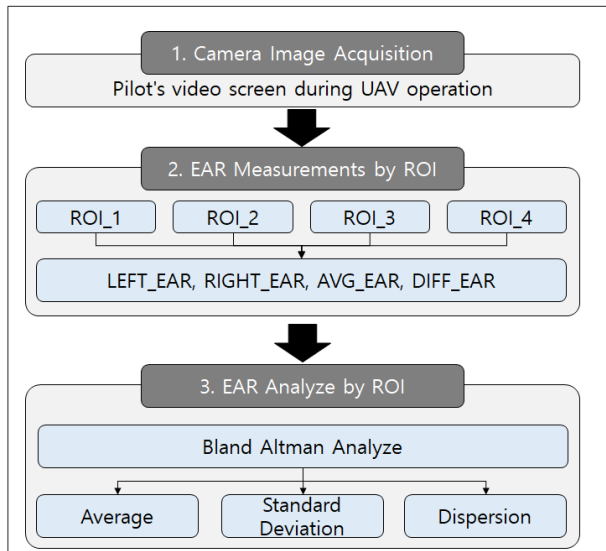 1. Camera Image Acquisition
Pilot's video screen during UAV operation
2. EAR Measurements by ROI
ROI_1
ROI_2
ROI_3
ROI_4
LEFT_EAR, RIGHT_EAR, AVG_EAR, DIFF_EAR
3. EAR Analyze by ROI
Bland Altman Analyze
Average
Standard
Deviation
Dispersion